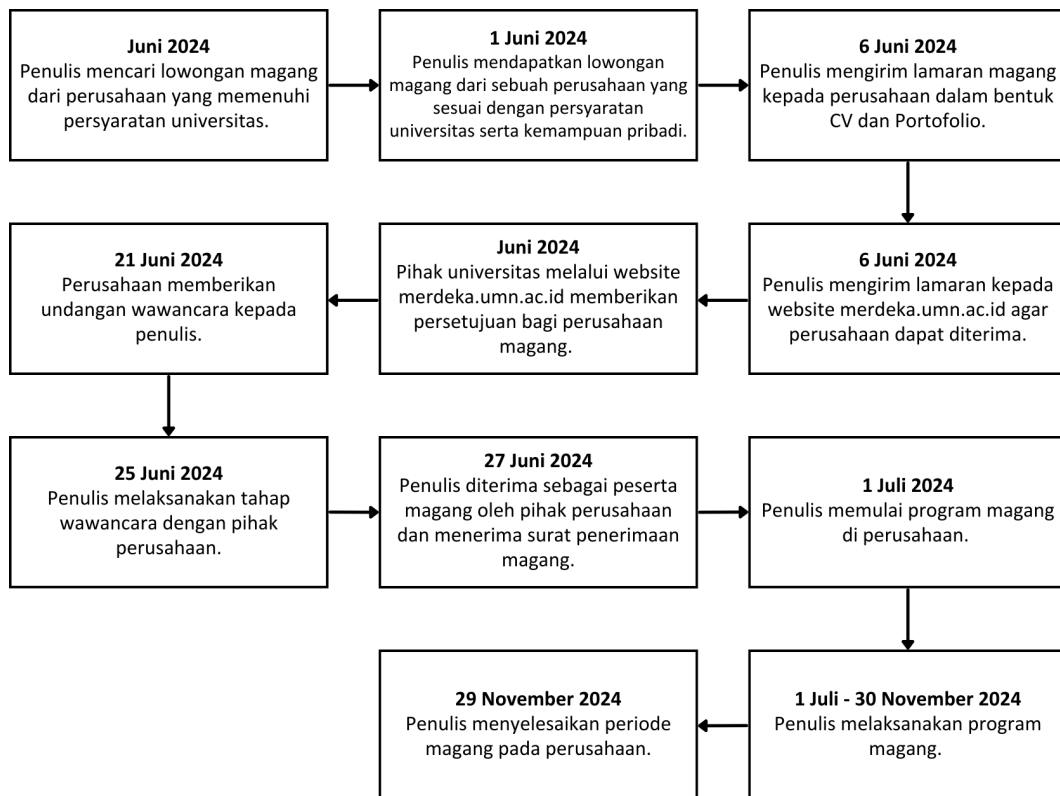 Juni 2024
Penulis mencari lowongan magang
dari perusahaan yang memenuhi
persyaratan universitas.
1 Juni 2024
Penulis mendapatkan lowongan
magang dari sebuah perusahaan yang
sesuai dengan persyaratan
universitas serta kemampuan pribadi.
6 Juni 2024
Penulis mengirim lamaran magang
kepada perusahaan dalam bentuk
CV dan Portofolio.
6 Juni 2024
Penulis mengirim lamaran kepada
website merdeka.umn.ac.id agar
perusahaan dapat diterima.
Juni 2024
Pihak universitas melalui website
merdeka.umn.ac.id memberikan
persetujuan bagi perusahaan
magang.
21 Juni 2024
Perusahaan memberikan
undangan wawancara kepada
penulis.
25 Juni 2024
Penulis melaksanakan tahap
wawancara dengan pihak
perusahaan.
27 Juni 2024
Penulis diterima sebagai peserta
magang oleh pihak perusahaan
dan menerima surat penerimaan
magang.
1 Juli 2024
Penulis memulai program magang
di perusahaan.
1 Juli - 30 November 2024
Penulis melaksanakan program
magang.
29 November 2024
Penulis menyelesaikan periode
magang pada perusahaan.